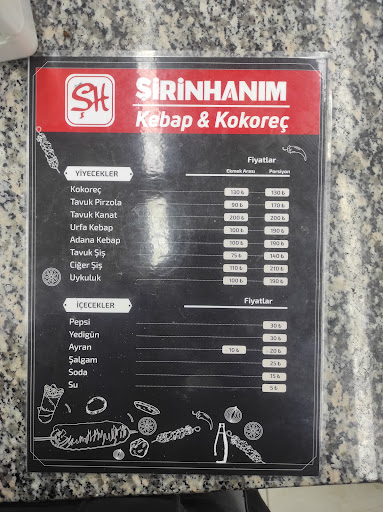 ŞH
ŞİRİNHANIM
Kebap & Kokoreç
Fiyatlar
YİYECEKLER Ekmek Arası Porsiyon
Kokoreç 130 ₺ 130 ₺
Tavuk Pirzola 90 ₺ 170 ₺
Tavuk Kanat 200 ₺ 200 ₺
Urfa Kebap 100 ₺ 190 ₺
Adana Kebap 100 ₺ 190 ₺
Tavuk Şiş 75 ₺ 140 ₺
Ciğer Şiş 110 ₺ 210 ₺
Uykuluk 100 ₺ 190 ₺
İÇECEKLER Fiyatlar
Pepsi 30 ₺
Yedigün 30 ₺
Ayran 10 ₺ 20 ₺
Şalgam 25 ₺
Soda 15 ₺
Su 5 ₺